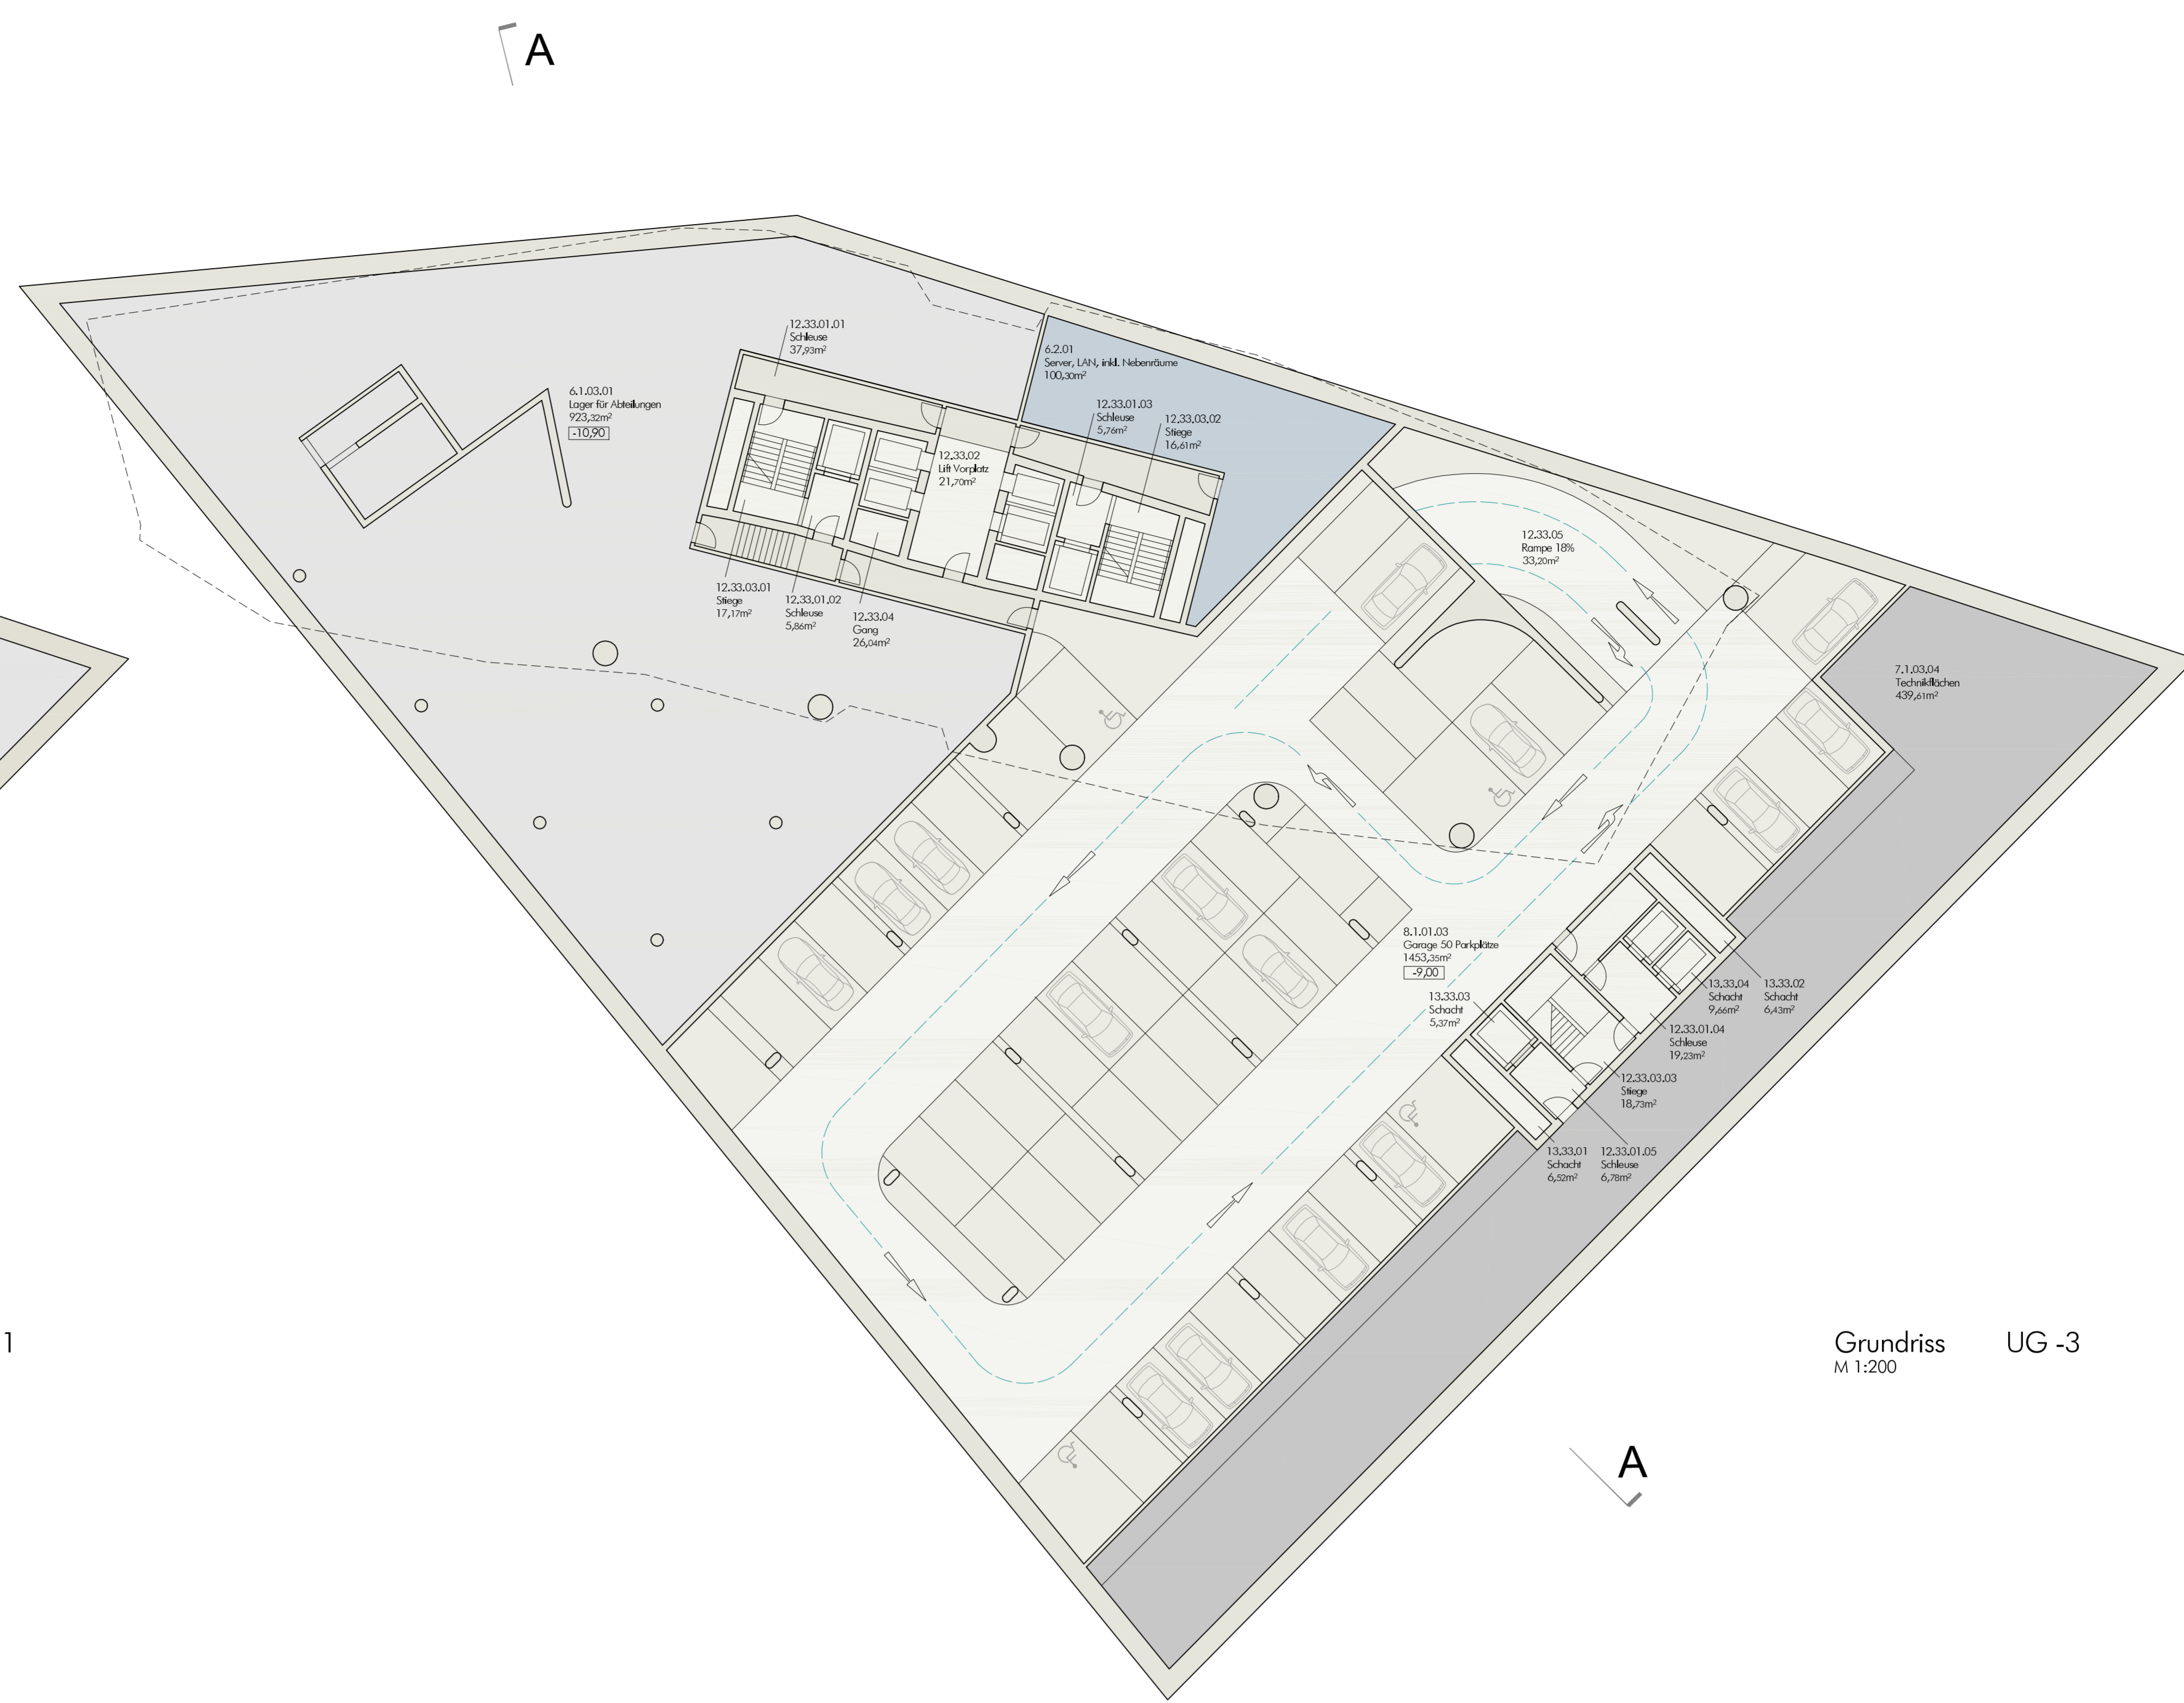 A
12.33.01.01
Schleuse
37,93m²
6.1.03.01
Lager für Abteilungen
923,32m²
-10,90
6.2.01
Server, LAN, inkl. Nebenräume
100,30m²
12.33.01.03
Schleuse
5,76m²
12.33.03.02
Stiege
16,61m²
12.33.02
Lift Vorplatz
21,70m²
12.33.05
Rampe 18%
33,20m²
12.33.03.01
Stiege
17,17m²
12.33.01.02
Schleuse
5,86m²
12.33.04
Gang
26,04m²
7.1.03.04
Technikflächen
439,61m²
8.1.01.03
Garage 50 Parkplätze
1453,35m²
-9,00
13.33.03
Schacht
5,37m²
13.33.04
Schacht
9,66m²
13.33.02
Schacht
6,43m²
12.33.01.04
Schleuse
19,23m²
12.33.03.03
Stiege
18,73m²
13.33.01
Schacht
6,52m²
12.33.01.05
Schleuse
6,78m²
1
Grundriss UG -3
M 1:200
A